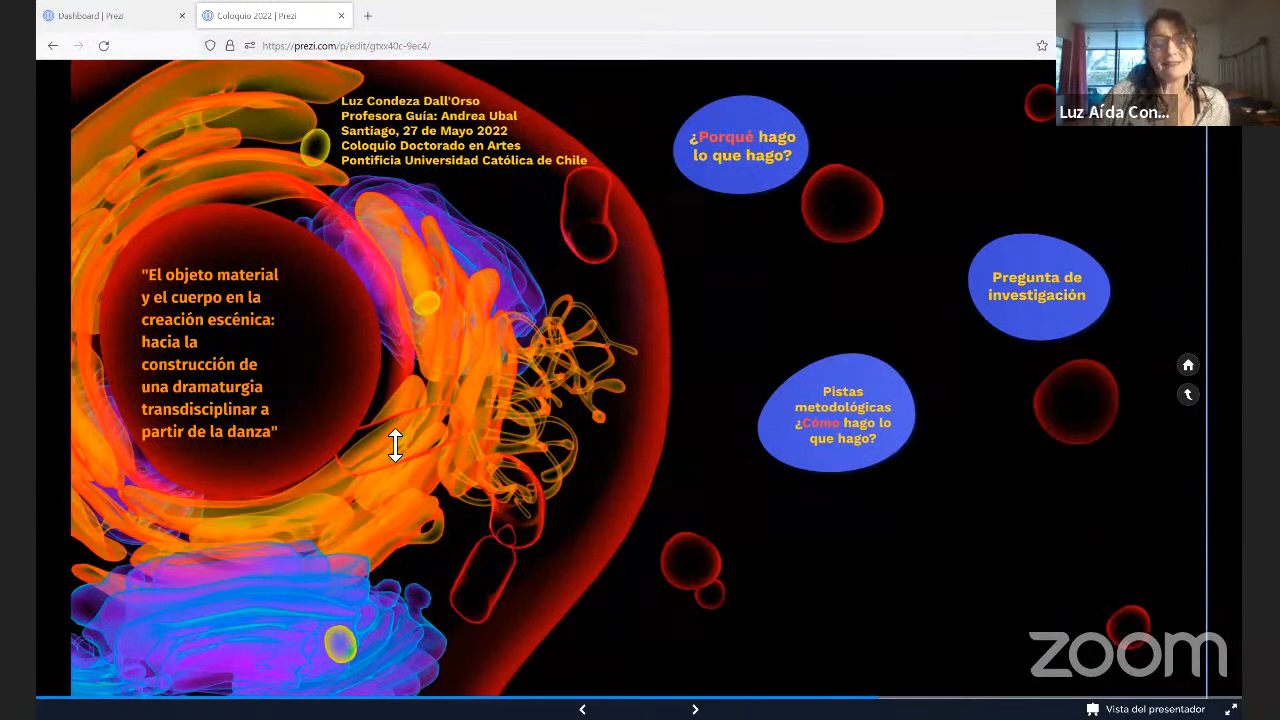 Dashboard | Prezi
Coloquio 2022 | Prezi
https://prezi.com/p/edit/gtxx40c-9ec4/
Luz Aída Con...
Luz Condeza Dall'Orso
Profesora Guía: Andrea Ubal
Santiago, 27 de Mayo 2022
Coloquio Doctorado en Artes
Pontificia Universidad Católica de Chile
¿Porqué hago
lo que hago?
Pregunta de
investigación
"El objeto material
y el cuerpo en la
creación escénica:
hacia la
construcción de
una dramaturgia
transdisciplinar a
partir de la danza"
Pistas
metodológicas
¿Cómo hago lo
que hago?
zoom
Vista del presentador